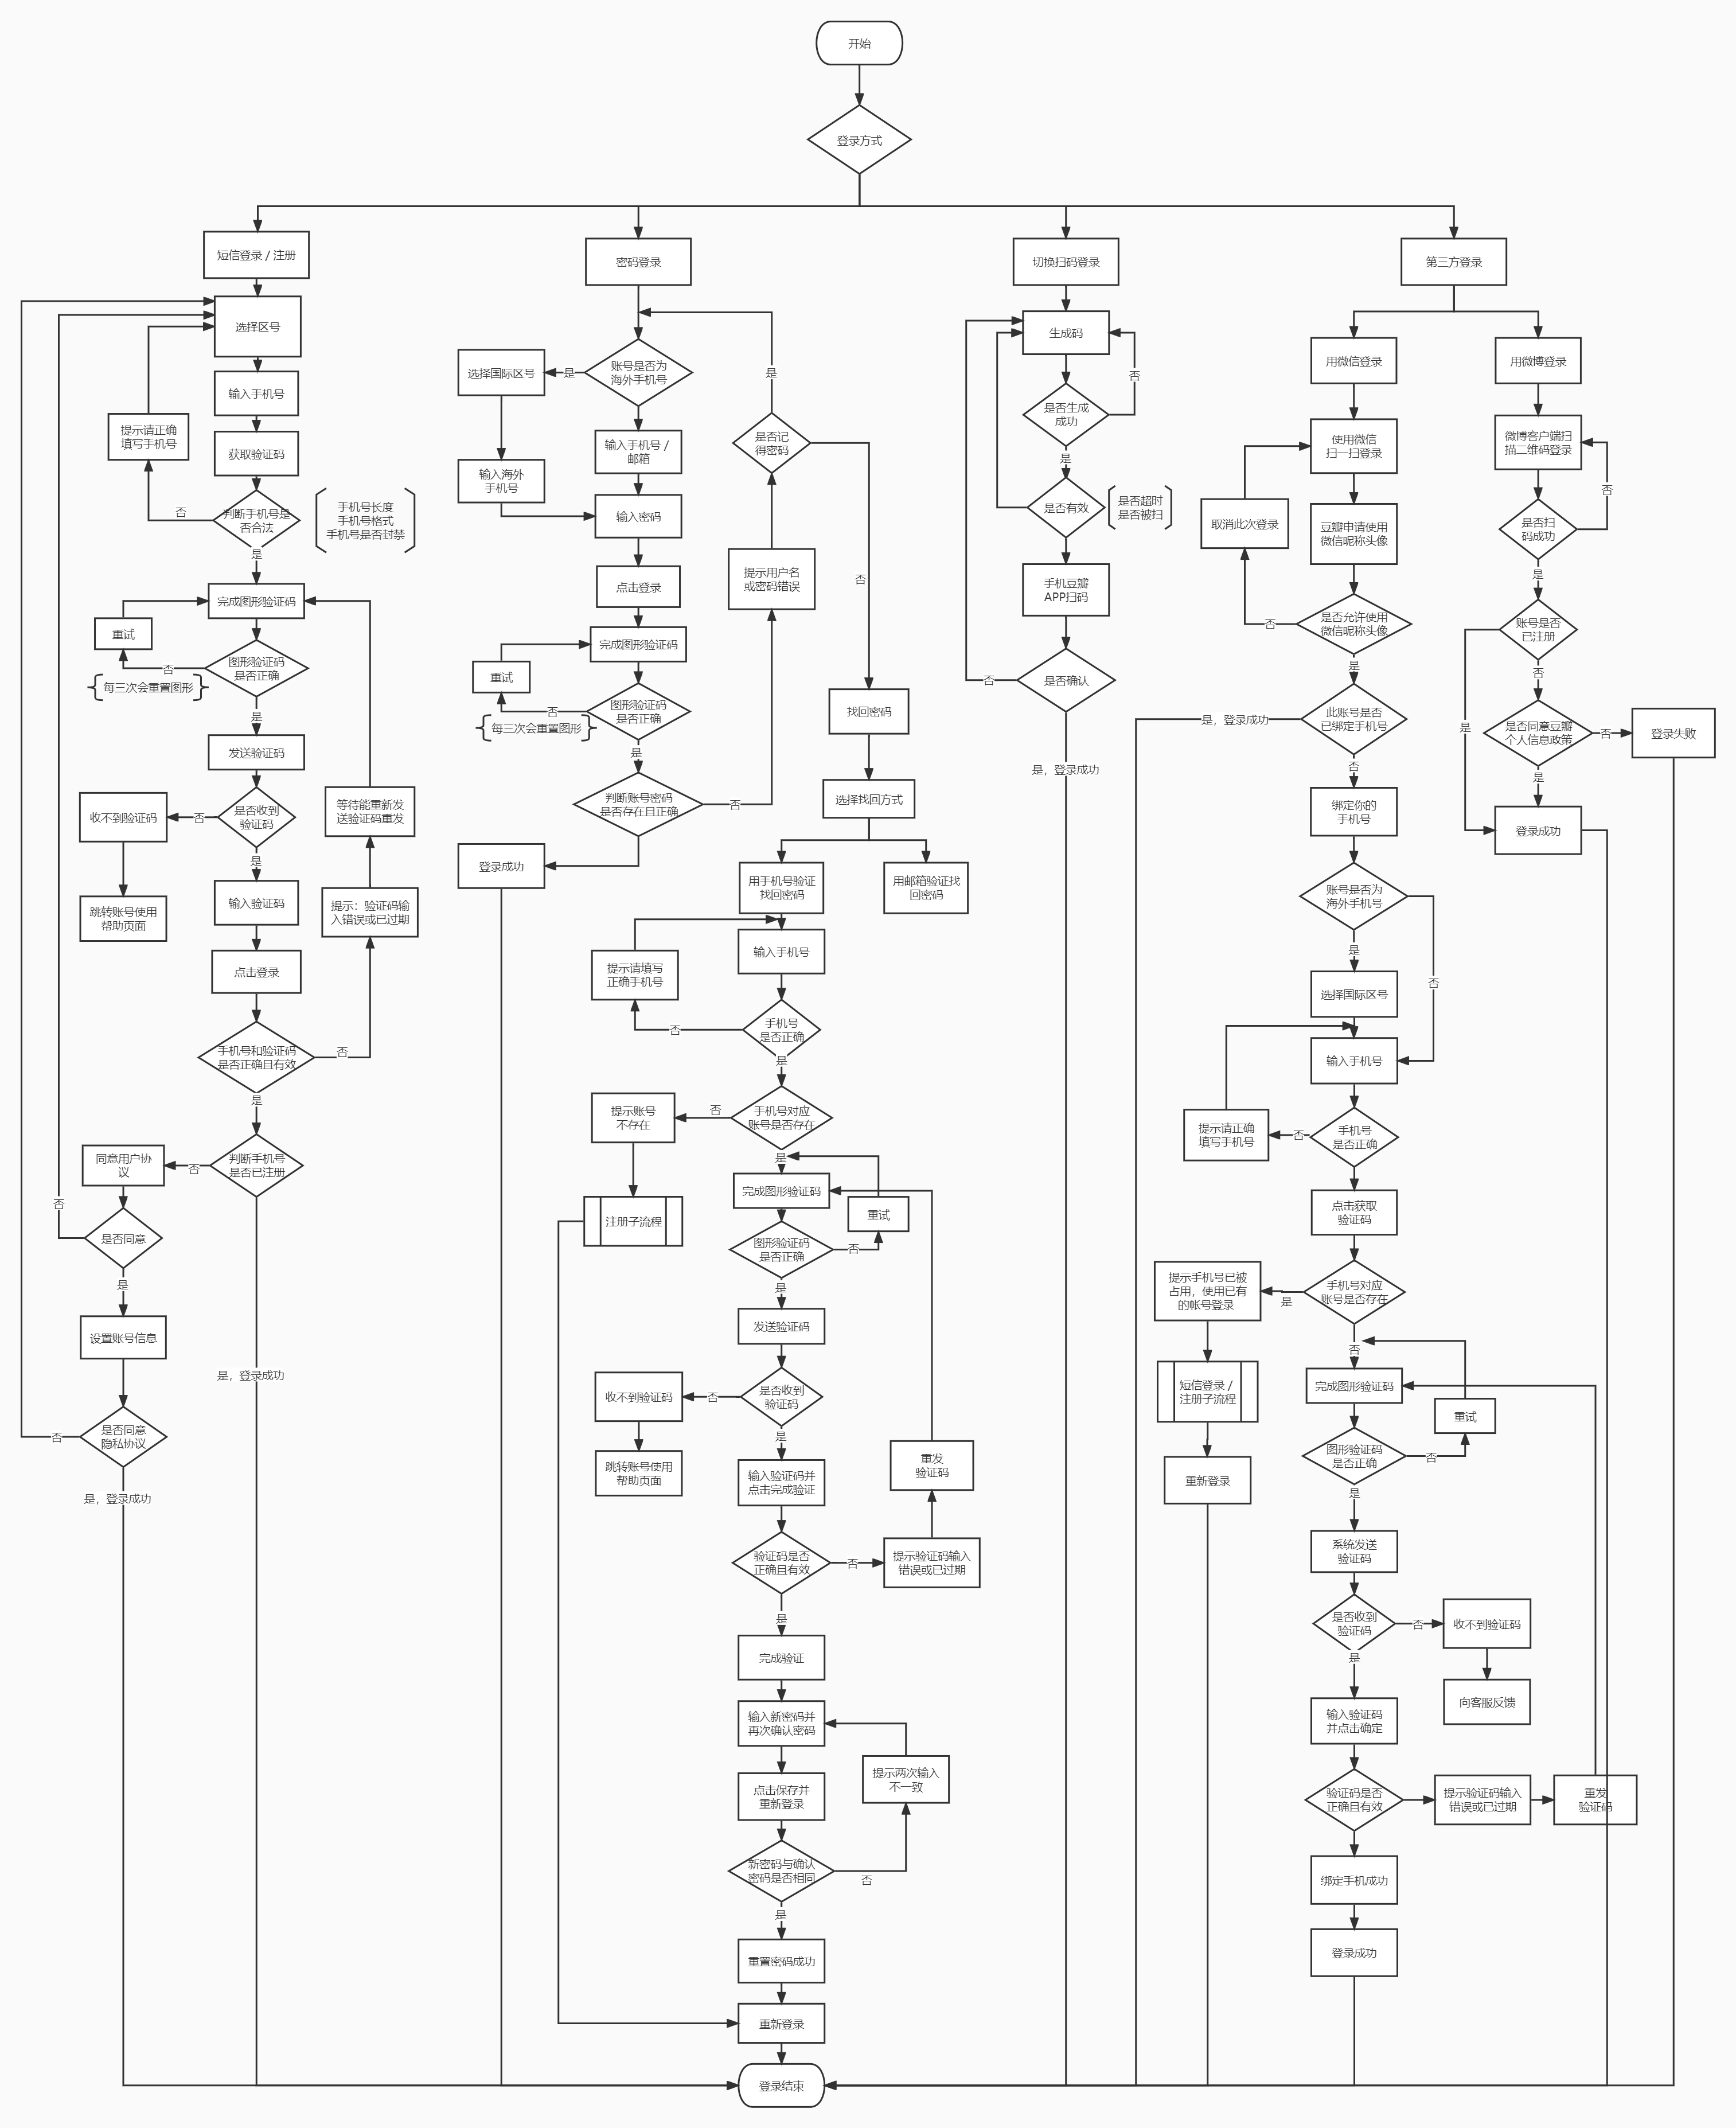 开始
登录方式
短信登录 / 注册
选择区号
输入手机号
获取验证码
提示请正确
填写手机号
否
判断手机号是
否合法
手机号长度
手机号格式
手机号是否封禁
是
完成图形验证码
重试
否
图形验证码
是否正确
每三次会重置图形
是
发送验证码
是否收到
验证码
否
收不到验证码
跳转账号使用
帮助页面
是
输入验证码
等待能重新发
送验证码重发
提示：验证码输
入错误或已过期
点击登录
手机号和验证码
是否正确且有效
否
是
判断手机号
是否已注册
否
同意用户协
议
否
是否同意
是
设置账号信息
是，登录成功
是否同意
隐私协议
否
是，登录成功
密码登录
账号是否为
海外手机号
是
选择国际区号
输入海外
手机号
输入手机号 /
邮箱
输入密码
点击登录
完成图形验证码
重试
否
图形验证码
是否正确
每三次会重置图形
是
判断账号密码
是否存在且正确
否
登录成功
提示用户名
或密码错误
是否记
得密码
是
否
找回密码
选择找回方式
用手机号验证
找回密码
用邮箱验证找
回密码
输入手机号
提示请填写
正确手机号
否
手机号
是否正确
是
手机号对应
账号是否存在
否
提示账号
不存在
注册子流程
是
完成图形验证码
重试
图形验证码
是否正确
否
是
发送验证码
是否收到
验证码
否
收不到验证码
跳转账号使用
帮助页面
是
输入验证码并
点击完成验证
重发
验证码
验证码是否
正确且有效
否
提示验证码输入
错误或已过期
是
完成验证
输入新密码并
再次确认密码
提示两次输入
不一致
点击保存并
重新登录
新密码与确认
密码是否相同
否
是
重置密码成功
重新登录
登录结束
切换扫码登录
生成码
是否生成
成功
否
是
是否有效
是否超时
是否被扫
手机豆瓣
APP扫码
是否确认
否
是，登录成功
第三方登录
用微信登录
使用微信
扫一扫登录
取消此次登录
豆瓣申请使用
微信昵称头像
是否允许使用
微信昵称头像
否
是
此账号是否
已绑定手机号
是，登录成功
否
绑定你的
手机号
账号是否为
海外手机号
是
否
选择国际区号
输入手机号
提示请正确
填写手机号
否
手机号
是否正确
点击获取
验证码
手机号对应
账号是否存在
是
提示手机号已被
占用，使用已有
的帐号登录
短信登录 /
注册子流程
重新登录
否
完成图形验证码
重试
图形验证码
是否正确
否
是
系统发送
验证码
是否收到
验证码
否
收不到验证码
向客服反馈
是
输入验证码
并点击确定
验证码是否
正确且有效
提示验证码输入
错误或已过期
重发
验证码
绑定手机成功
登录成功
用微博登录
微博客户端扫
描二维码登录
否
是否扫
码成功
是
账号是否
已注册
是
否
是否同意豆瓣
个人信息政策
否
登录失败
是
登录成功